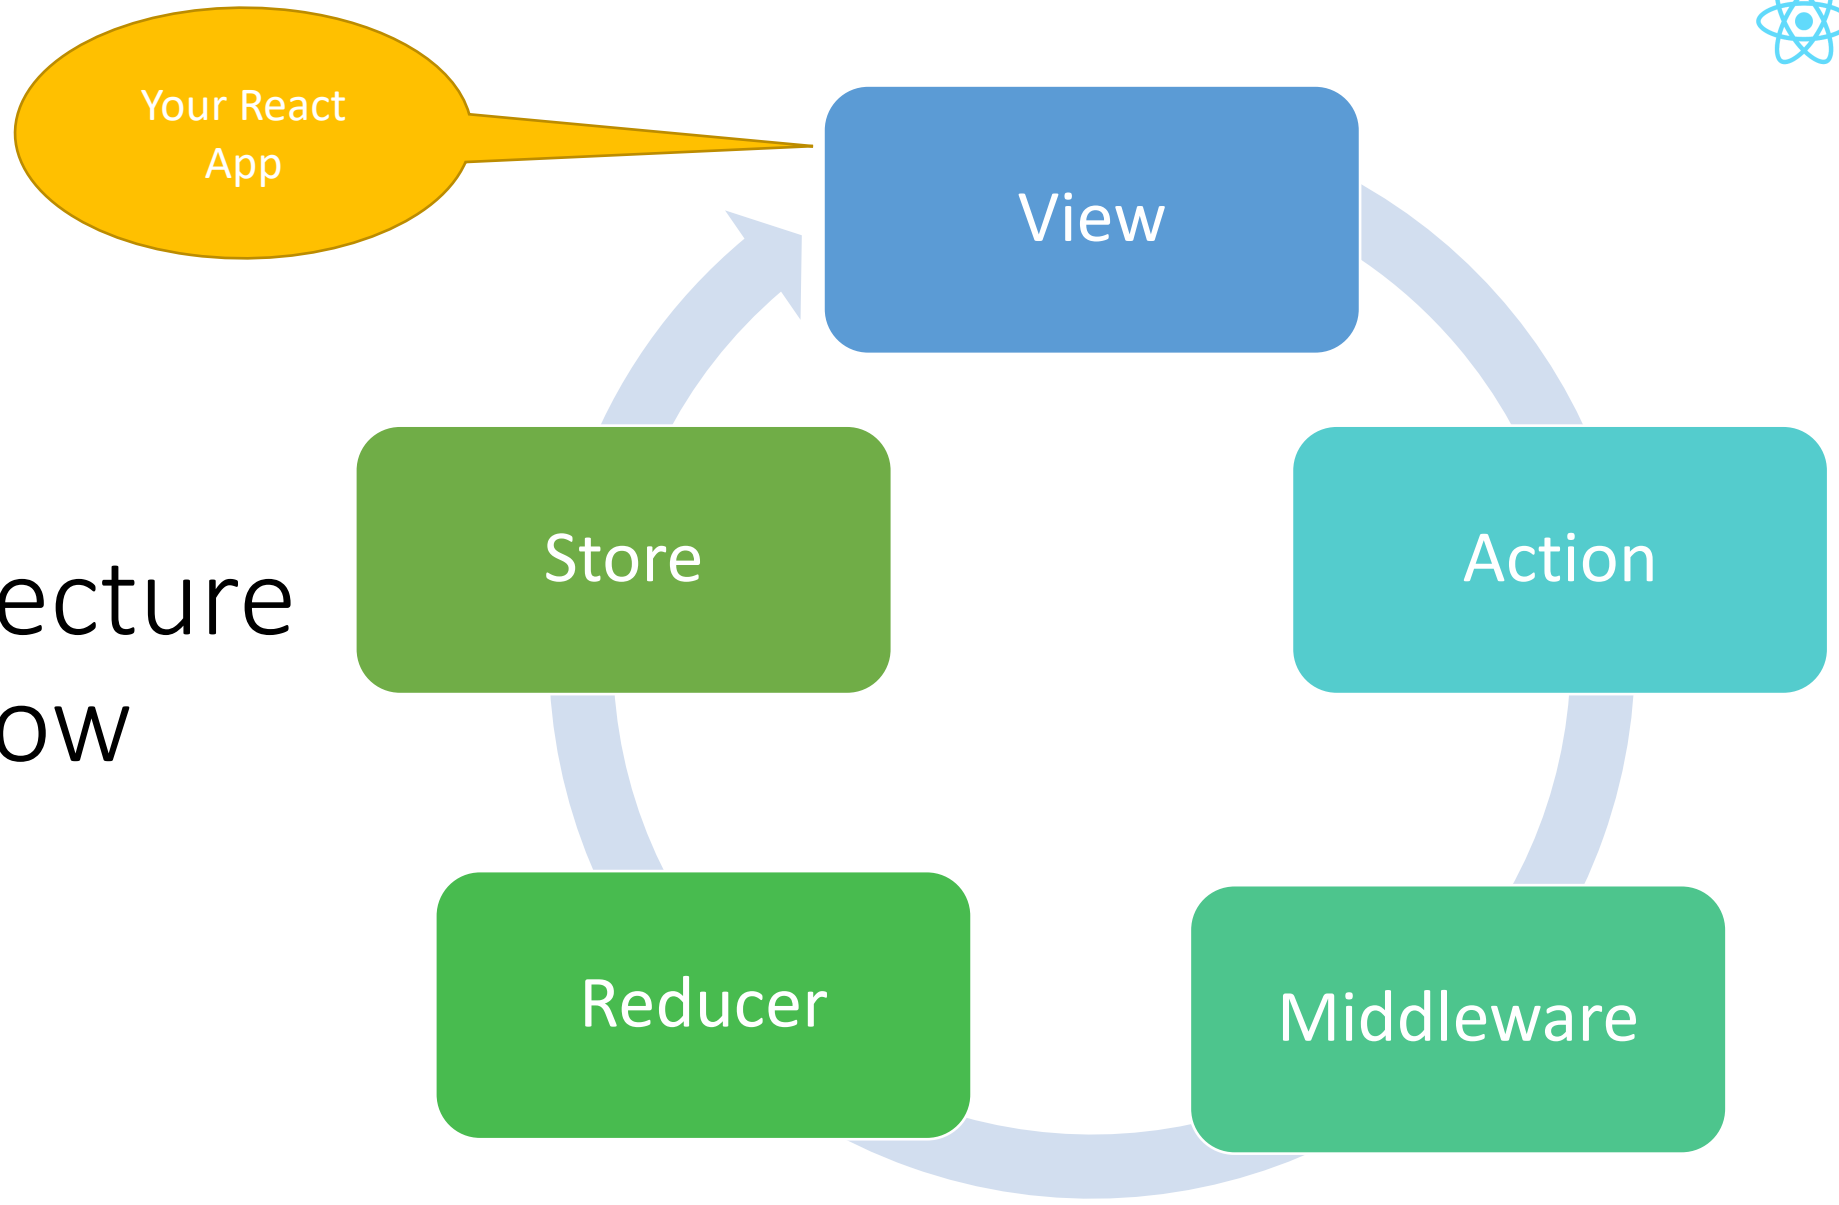 Your React
App
View
Store
Action
ecture
ow
Reducer
Middleware